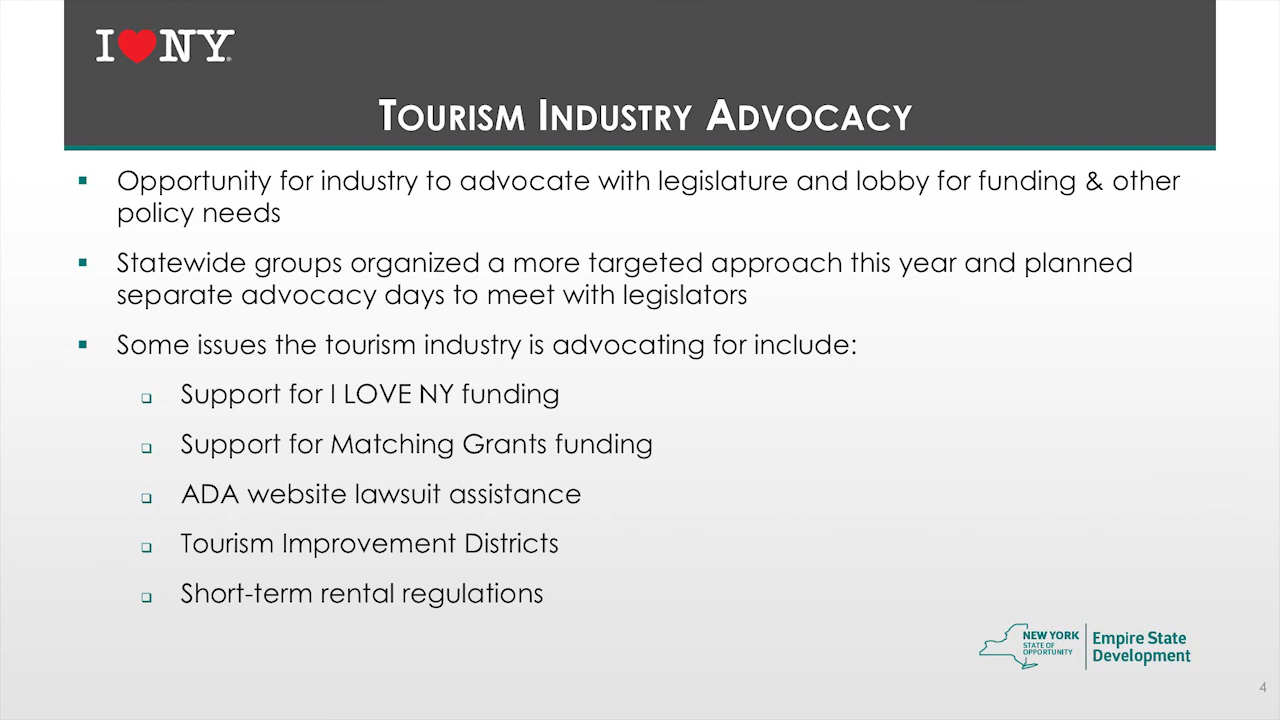 I❤NY®
TOURISM INDUSTRY ADVOCACY
▪ Opportunity for industry to advocate with legislature and lobby for funding & other
policy needs
▪ Statewide groups organized a more targeted approach this year and planned
separate advocacy days to meet with legislators
▪ Some issues the tourism industry is advocating for include:
❑ Support for I LOVE NY funding
❑ Support for Matching Grants funding
❑ ADA website lawsuit assistance
❑ Tourism Improvement Districts
❑ Short-term rental regulations
NEW YORK
STATE OF
OPPORTUNITY
Empire State
Development
4